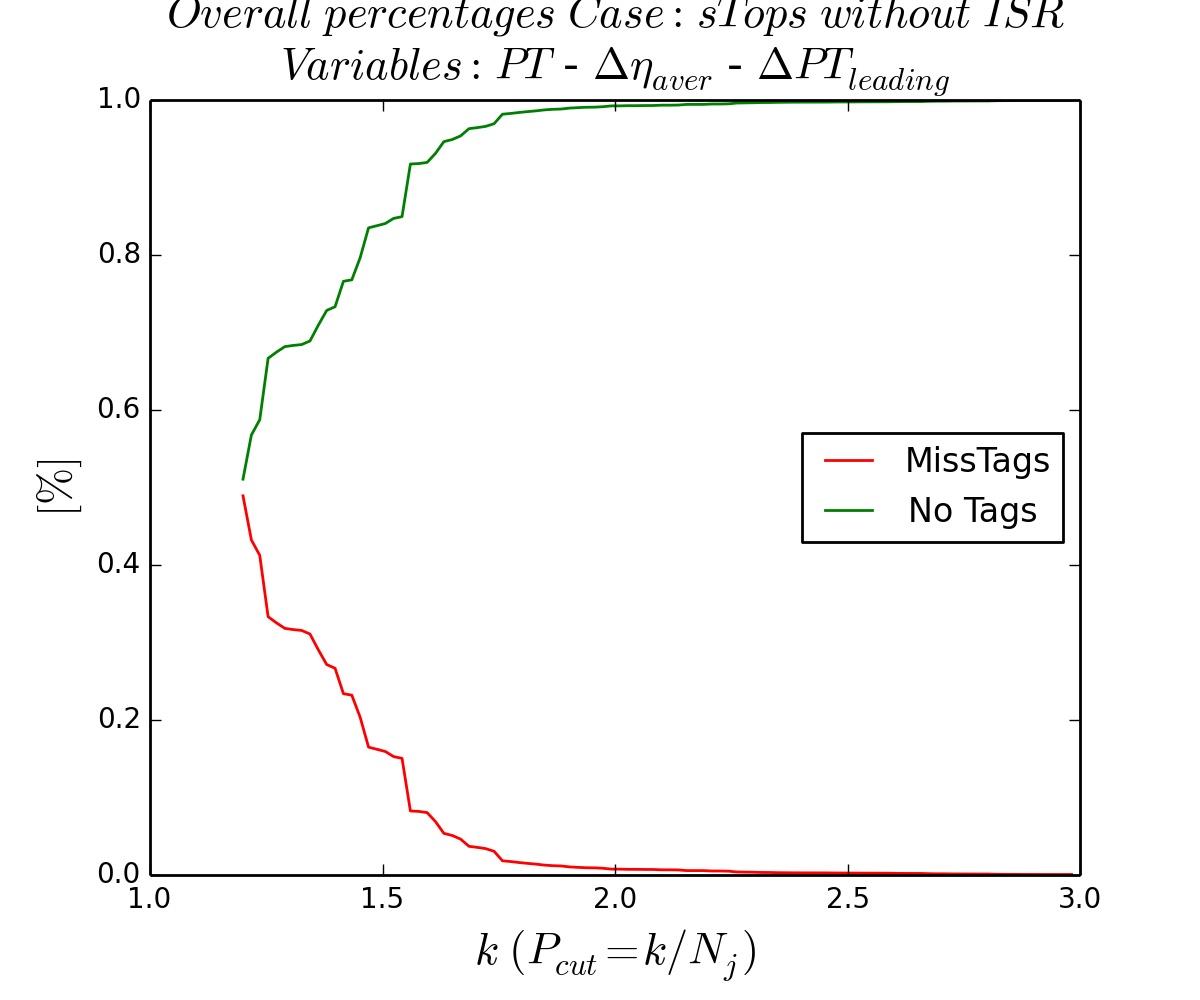 Overall percentages Case: sTops without ISR
Variables: PT - Δη_aver - ΔPT_leading
1.0
0.8
0.6
0.4
0.2
0.0
[%]
MissTags
No Tags
1.0 1.5 2.0 2.5 3.0
k (P_cut = k/N_j)